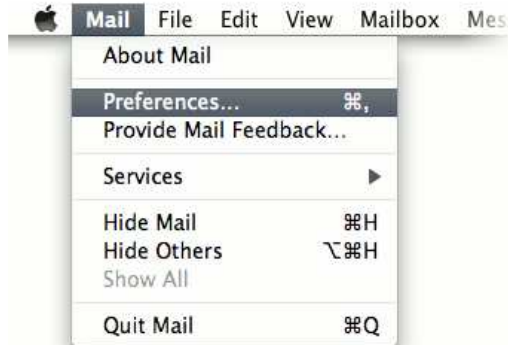 Mail File Edit View Mailbox Mes
About Mail
Preferences... ⌘,
Provide Mail Feedback...
Services
Hide Mail ⌘H
Hide Others ⌥⌘H
Show All
Quit Mail ⌘Q